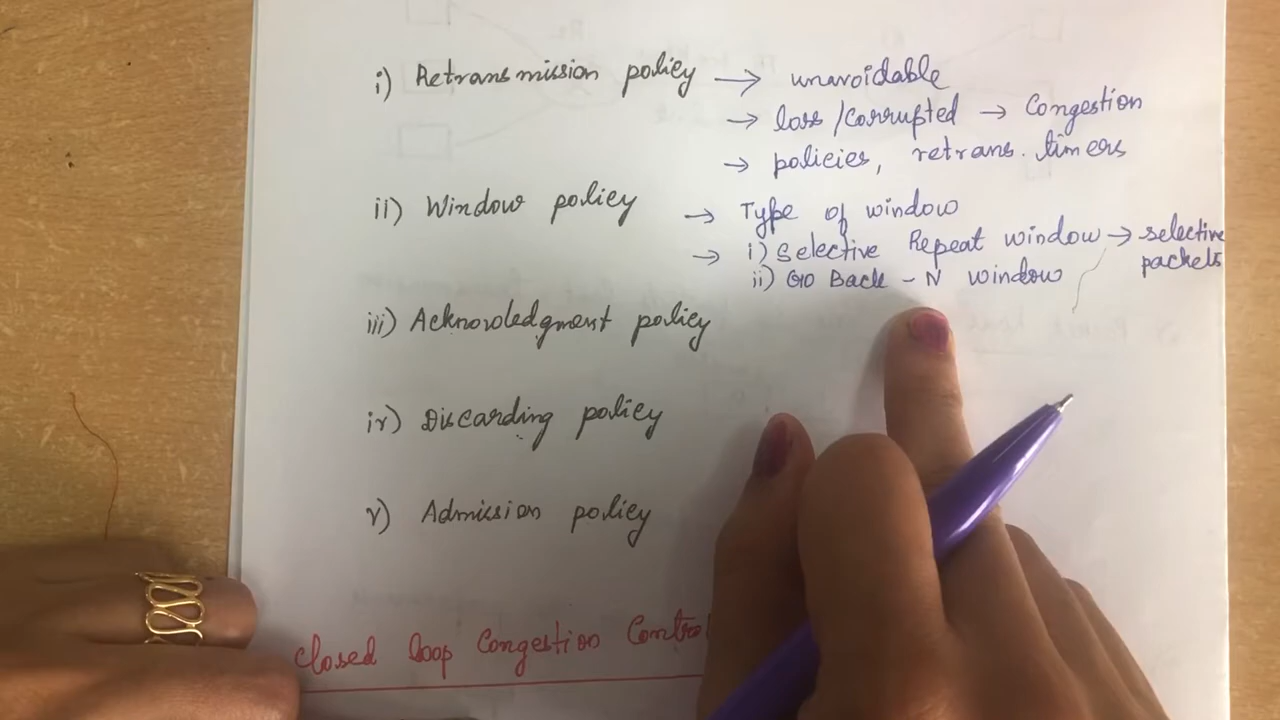 i) Retransmission policy → unavoidable
→ loss/corrupted → Congestion
→ policies, retrans. timers
ii) Window policy → Type of window
→ i) Selective Repeat window → selective packets
ii) Go Back - N window
iii) Acknowledgment policy
iv) Discarding policy
v) Admission policy
Closed loop Congestion Contro